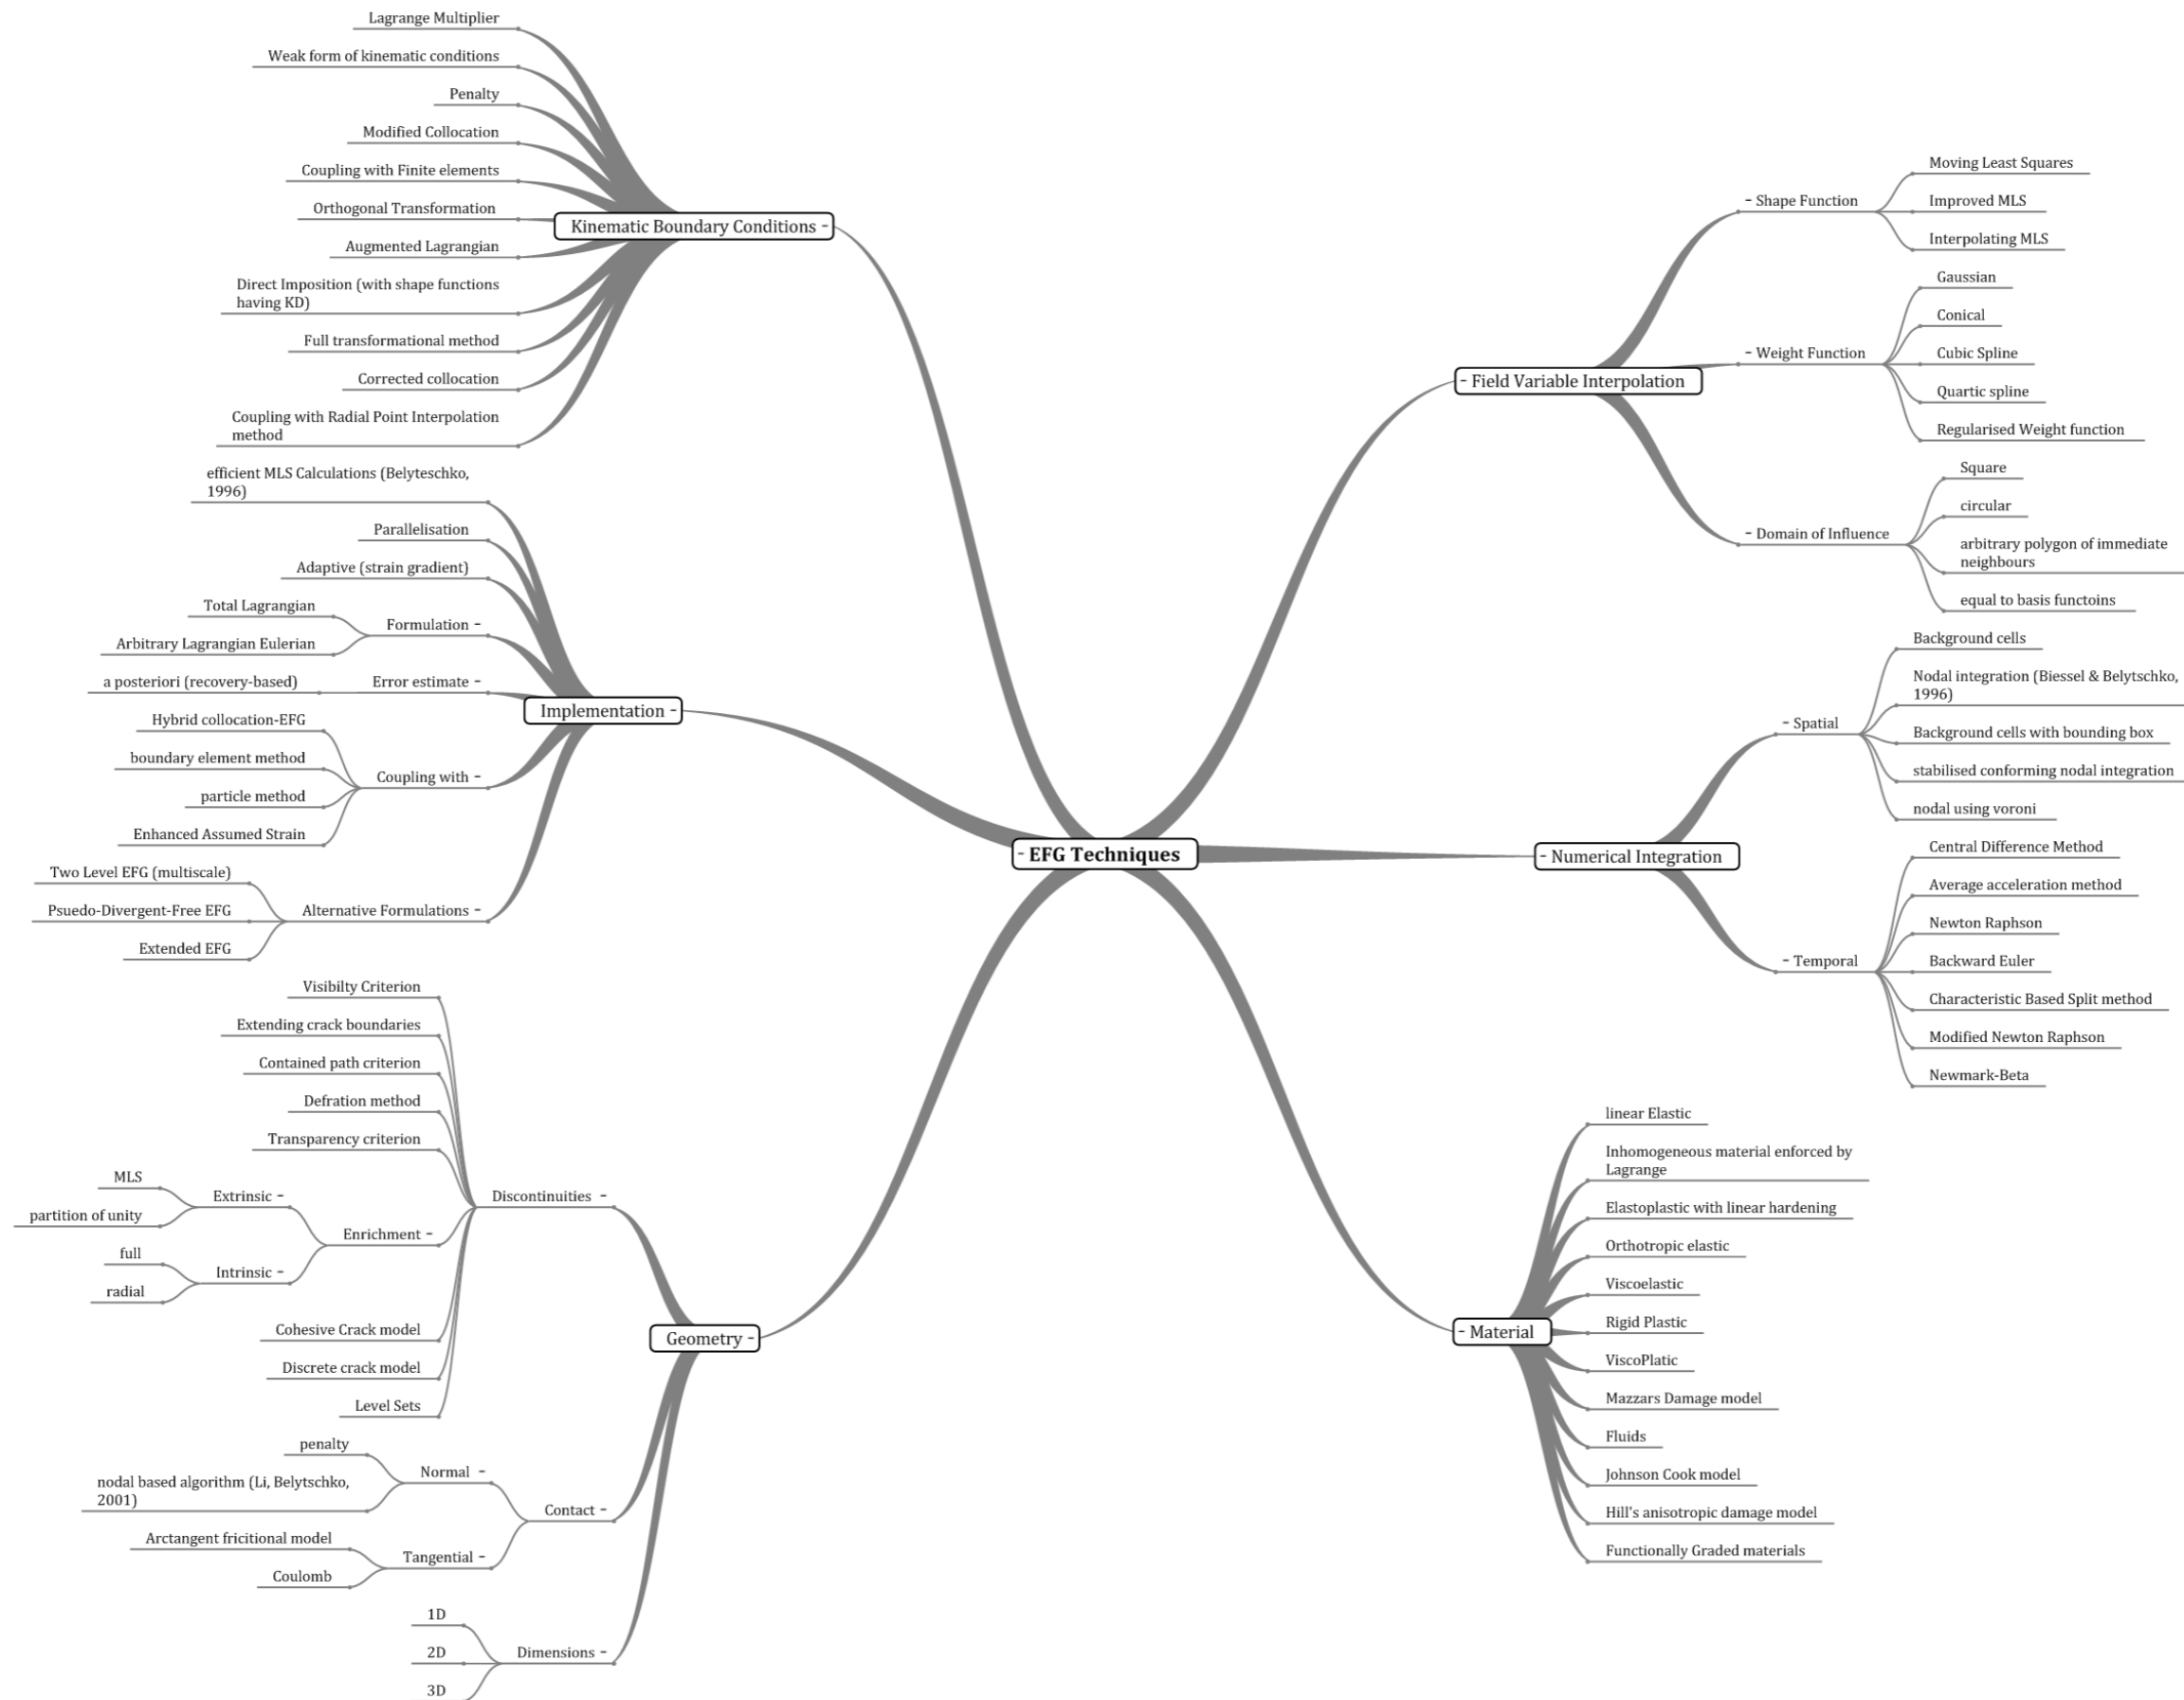 EFG Techniques
Kinematic Boundary Conditions
Lagrange Multiplier
Weak form of kinematic conditions
Penalty
Modified Collocation
Coupling with Finite elements
Orthogonal Transformation
Augmented Lagrangian
Direct Imposition (with shape functions
having KD)
Full transformational method
Corrected collocation
Coupling with Radial Point Interpolation
method
Implementation
efficient MLS Calculations (Belyteschko,
1996)
Parallelisation
Adaptive (strain gradient)
Formulation
Total Lagrangian
Arbitrary Lagrangian Eulerian
Error estimate
a posteriori (recovery-based)
Coupling with
Hybrid collocation-EFG
boundary element method
particle method
Enhanced Assumed Strain
Alternative Formulations
Two Level EFG (multiscale)
Psuedo-Divergent-Free EFG
Extended EFG
Geometry
Discontinuities
Visibilty Criterion
Extending crack boundaries
Contained path criterion
Defration method
Transparency criterion
Enrichment
Extrinsic
MLS
partition of unity
Intrinsic
full
radial
Cohesive Crack model
Discrete crack model
Level Sets
Contact
Normal
penalty
nodal based algorithm (Li, Belytschko,
2001)
Tangential
Arctangent fricitional model
Coulomb
Dimensions
1D
2D
3D
Field Variable Interpolation
Shape Function
Moving Least Squares
Improved MLS
Interpolating MLS
Weight Function
Gaussian
Conical
Cubic Spline
Quartic spline
Regularised Weight function
Domain of Influence
Square
circular
arbitrary polygon of immediate
neighbours
equal to basis functoins
Numerical Integration
Spatial
Background cells
Nodal integration (Biessel & Belytschko,
1996)
Background cells with bounding box
stabilised conforming nodal integration
nodal using voroni
Temporal
Central Difference Method
Average acceleration method
Newton Raphson
Backward Euler
Characteristic Based Split method
Modified Newton Raphson
Newmark-Beta
Material
linear Elastic
Inhomogeneous material enforced by
Lagrange
Elastoplastic with linear hardening
Orthotropic elastic
Viscoelastic
Rigid Plastic
ViscoPlatic
Mazzars Damage model
Fluids
Johnson Cook model
Hill's anisotropic damage model
Functionally Graded materials